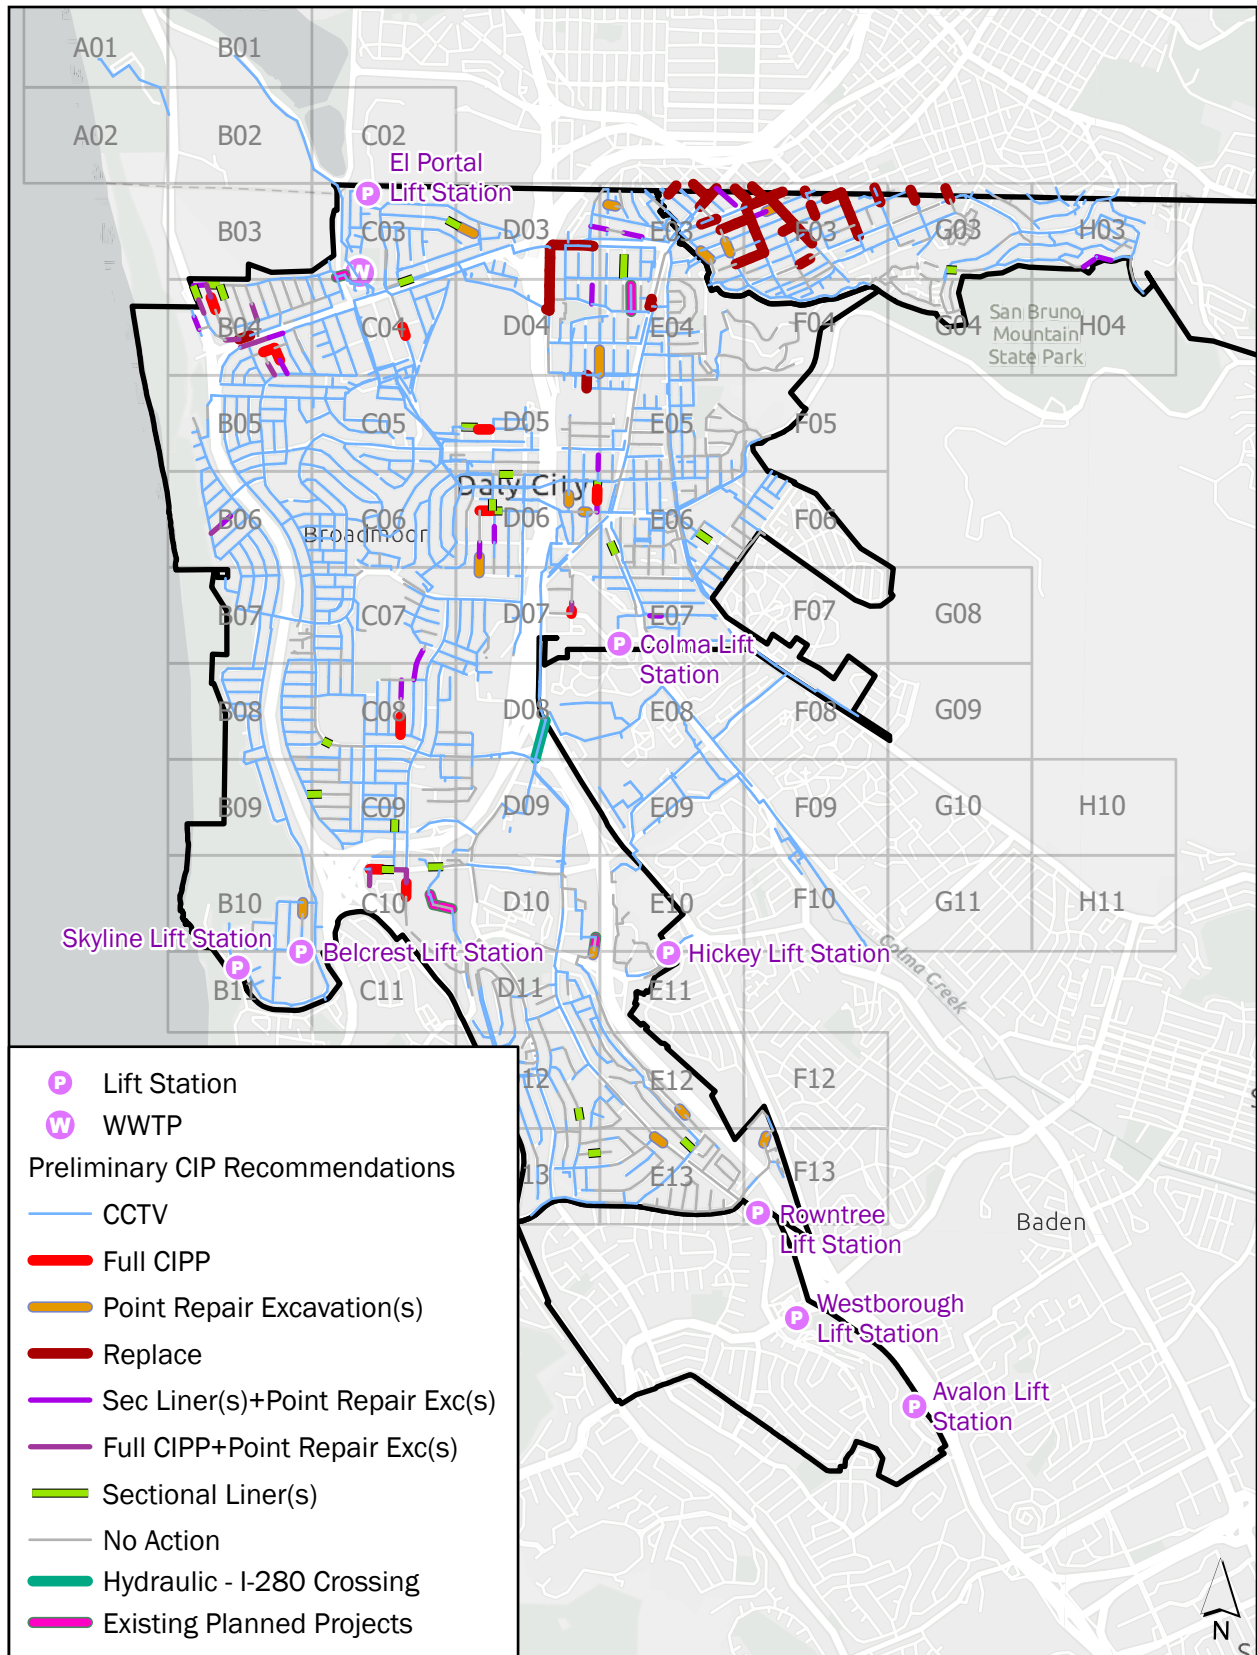 A01
B01
A02
B02
C02
El Portal
Lift Station
B03
C03
D03
E03
F03
G03
H03
W
B04
C04
D04
E04
F04
G04
H04
San Bruno
Mountain
State Park
B05
C05
D05
E05
F05
Daly City
B06
Broadmoor
C06
D06
E06
F06
B07
C07
D07
E07
F07
G08
P Colma Lift
Station
B08
C08
D08
E08
F08
G09
B09
C09
D09
E09
F09
G10
H10
B10
C10
D10
E10
F10
G11
H11
Skyline Lift Station
P
P Belcrest Lift Station
P Hickey Lift Station
Colma Creek
B11
C11
D11
E11
12
E12
F12
13
E13
F13
P Rowntree
Lift Station
Baden
P Westborough
Lift Station
P Avalon Lift
Station
P Lift Station
W WWTP
Preliminary CIP Recommendations
CCTV
Full CIPP
Point Repair Excavation(s)
Replace
Sec Liner(s)+Point Repair Exc(s)
Full CIPP+Point Repair Exc(s)
Sectional Liner(s)
No Action
Hydraulic - I-280 Crossing
Existing Planned Projects
N